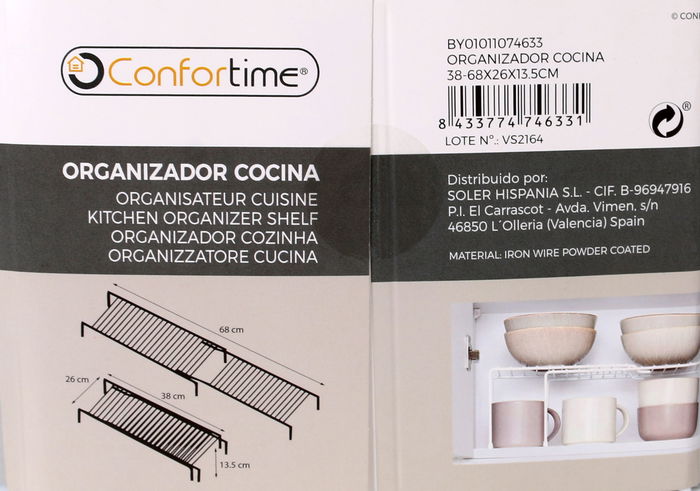 Confortime®
ORGANIZADOR COCINA
ORGANISATEUR CUISINE
KITCHEN ORGANIZER SHELF
ORGANIZADOR COZINHA
ORGANIZZATORE CUCINA
68 cm
26 cm
38 cm
13.5 cm
© CONF
BY01011074633
ORGANIZADOR COCINA
38-68X26X13.5CM
8 433774 746331
®
LOTE Nº.: VS2164
Distribuido por:
SOLER HISPANIA S.L. - CIF. B-96947916
P.I. El Carrascot - Avda. Vimen, s/n
46850 L´Olleria (Valencia) Spain
MATERIAL: IRON WIRE POWDER COATED